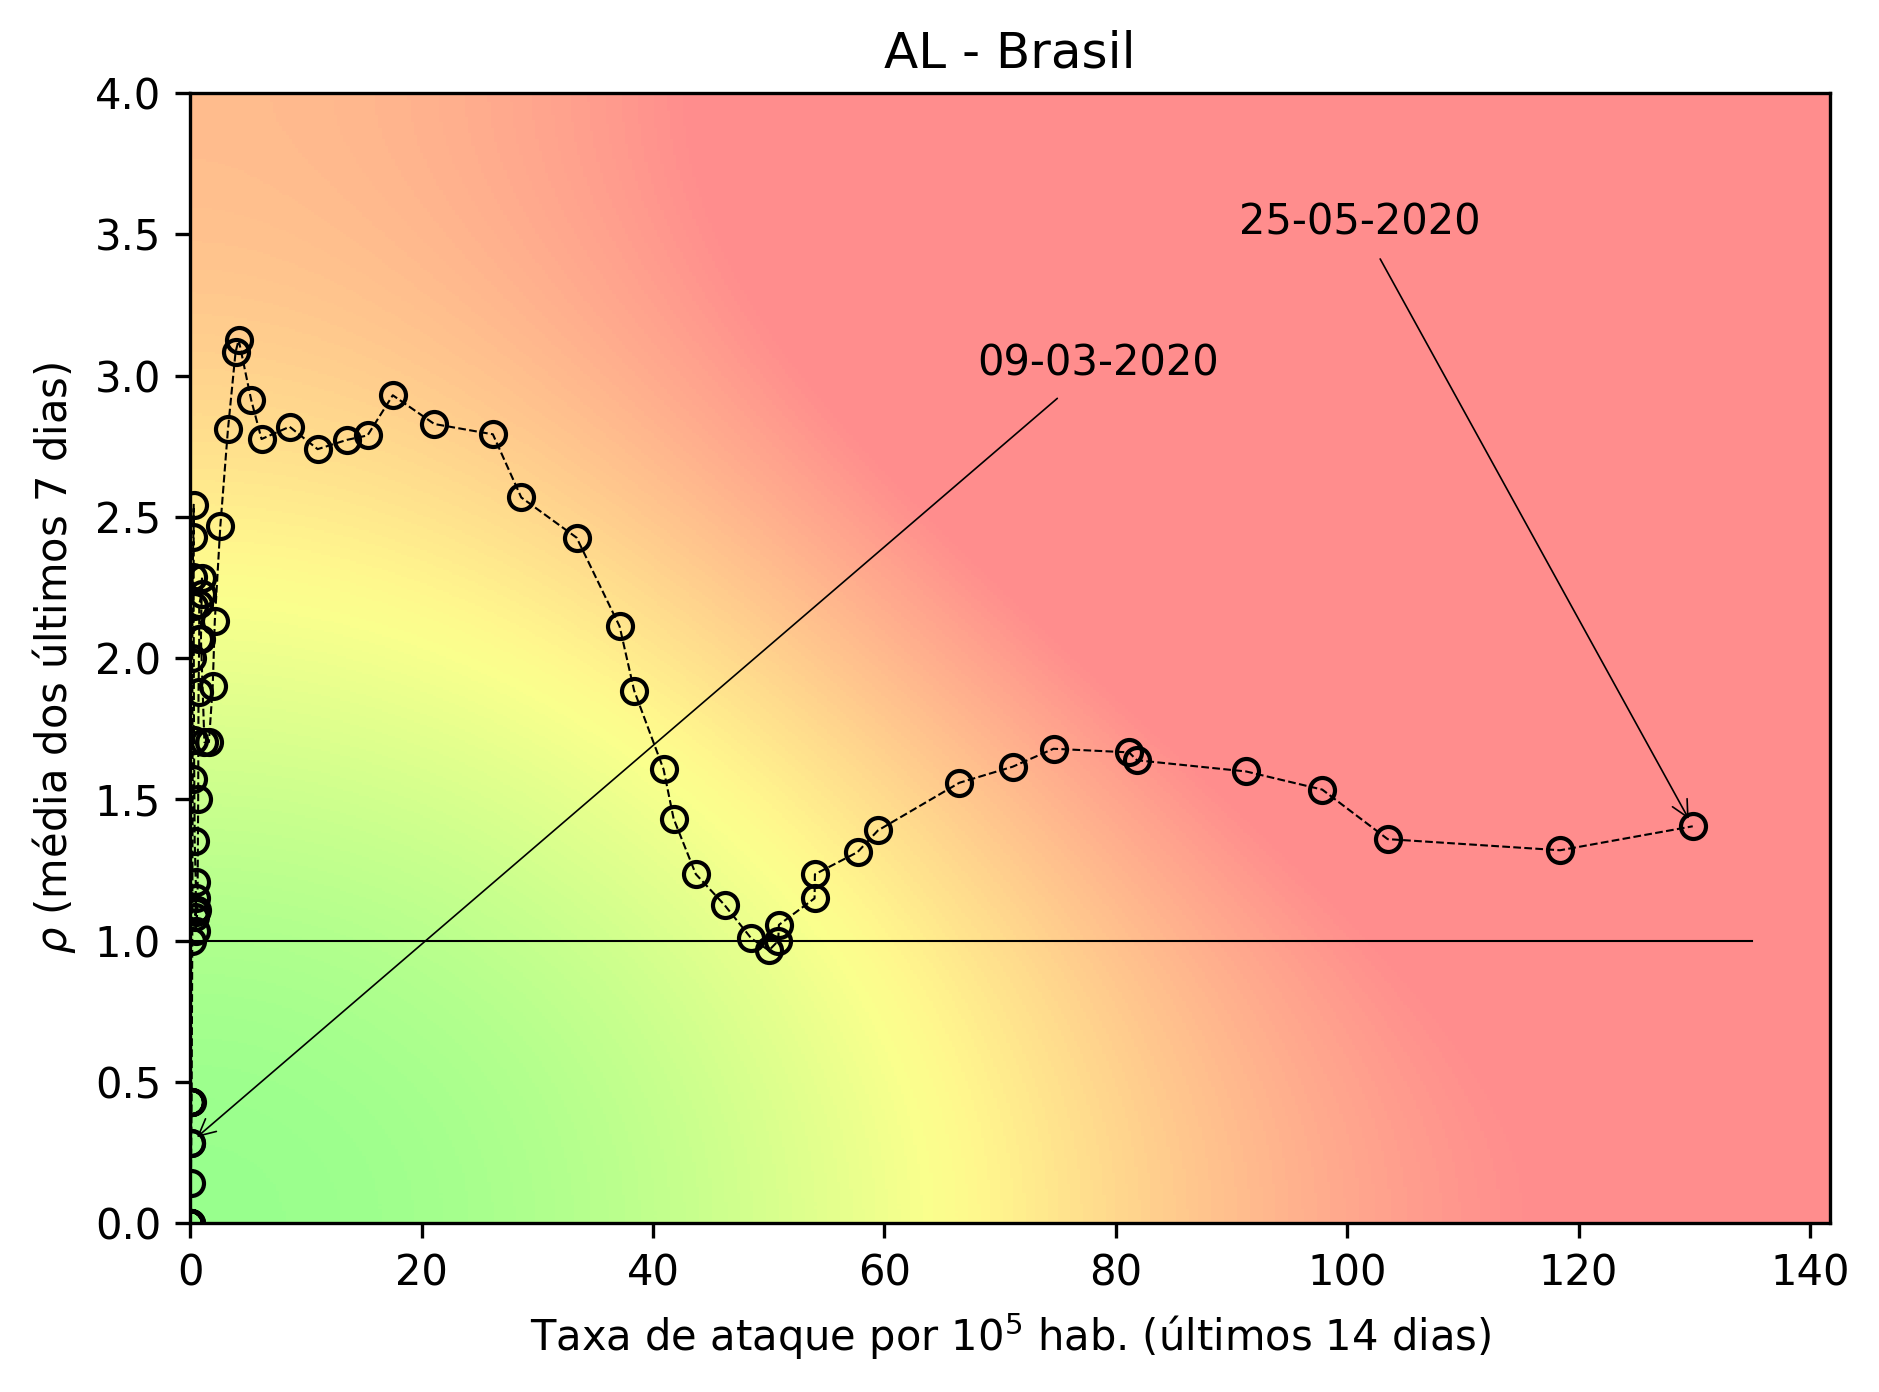 AL - Brasil
4.0
3.5
3.0
2.5
2.0
1.5
1.0
0.5
0.0
ρ (média dos últimos 7 dias)
25-05-2020
09-03-2020
0 20 40 60 80 100 120 140
Taxa de ataque por 10⁵ hab. (últimos 14 dias)